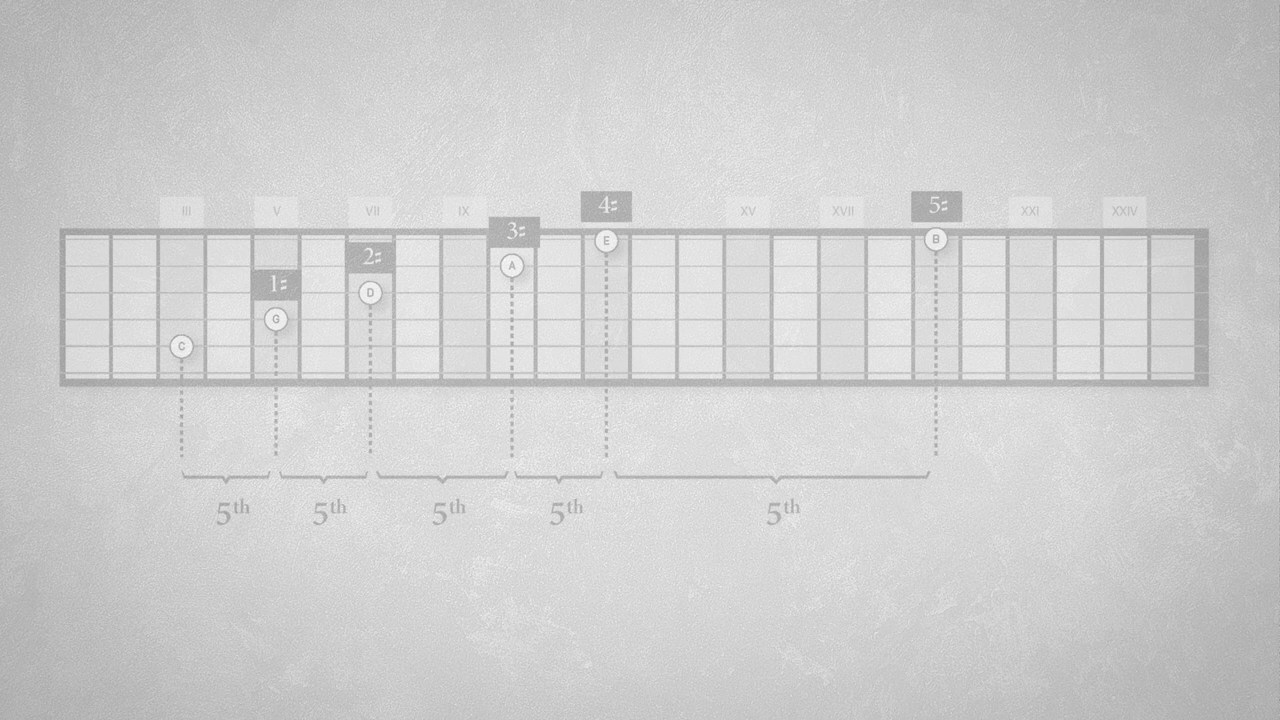 4♯ 5♯
III V VII IX XV XVII XXI XXIV
3♯
E B
2♯
A
1♯
D
G
C
5th 5th 5th 5th 5th